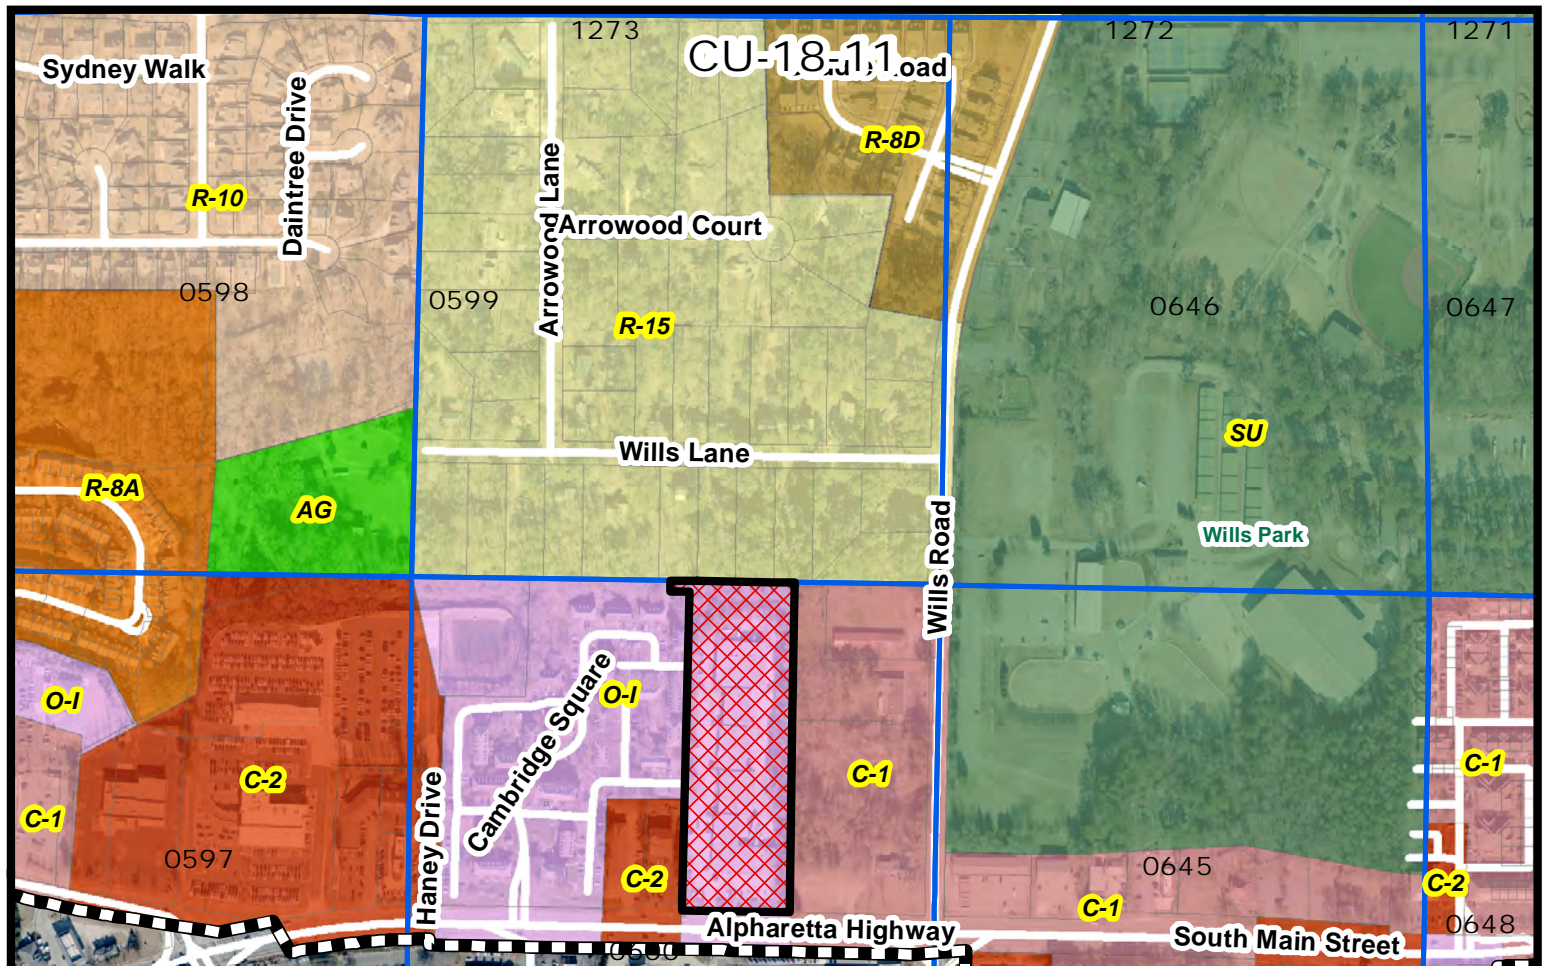 1273
1272
1271
CU-18-11
Road
Sydney Walk
Daintree Drive
R-8D
R-10
Arrowood Lane
Arrowood Court
0598
0599
0646
0647
R-15
SU
Wills Lane
R-8A
AG
Wills Park
Wills Road
O-I
O-I
Cambridge Square
C-2
C-1
C-1
C-1
Haney Drive
0597
C-2
0645
C-2
C-1
Alpharetta Highway
South Main Street
0648